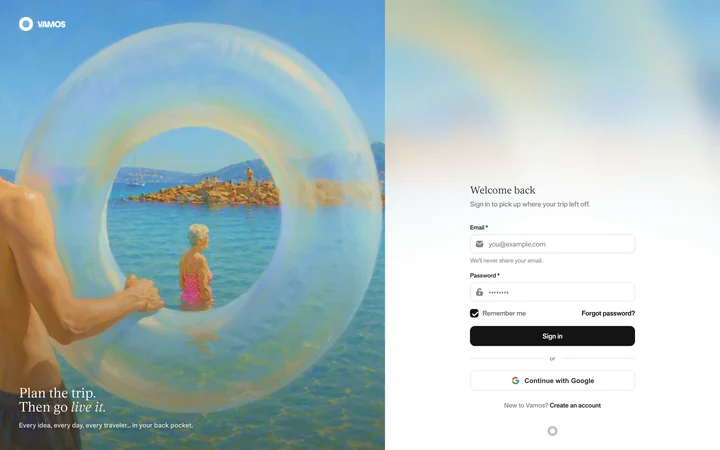 VAMOS
Plan the trip.
Then go live it.
Every idea, every day, every traveler... in your back pocket.
Welcome back
Sign in to pick up where your trip left off.
Email *
you@example.com
We'll never share your email.
Password *
••••••••
Remember me
Forgot password?
Sign in
or
Continue with Google
New to Vamos? Create an account